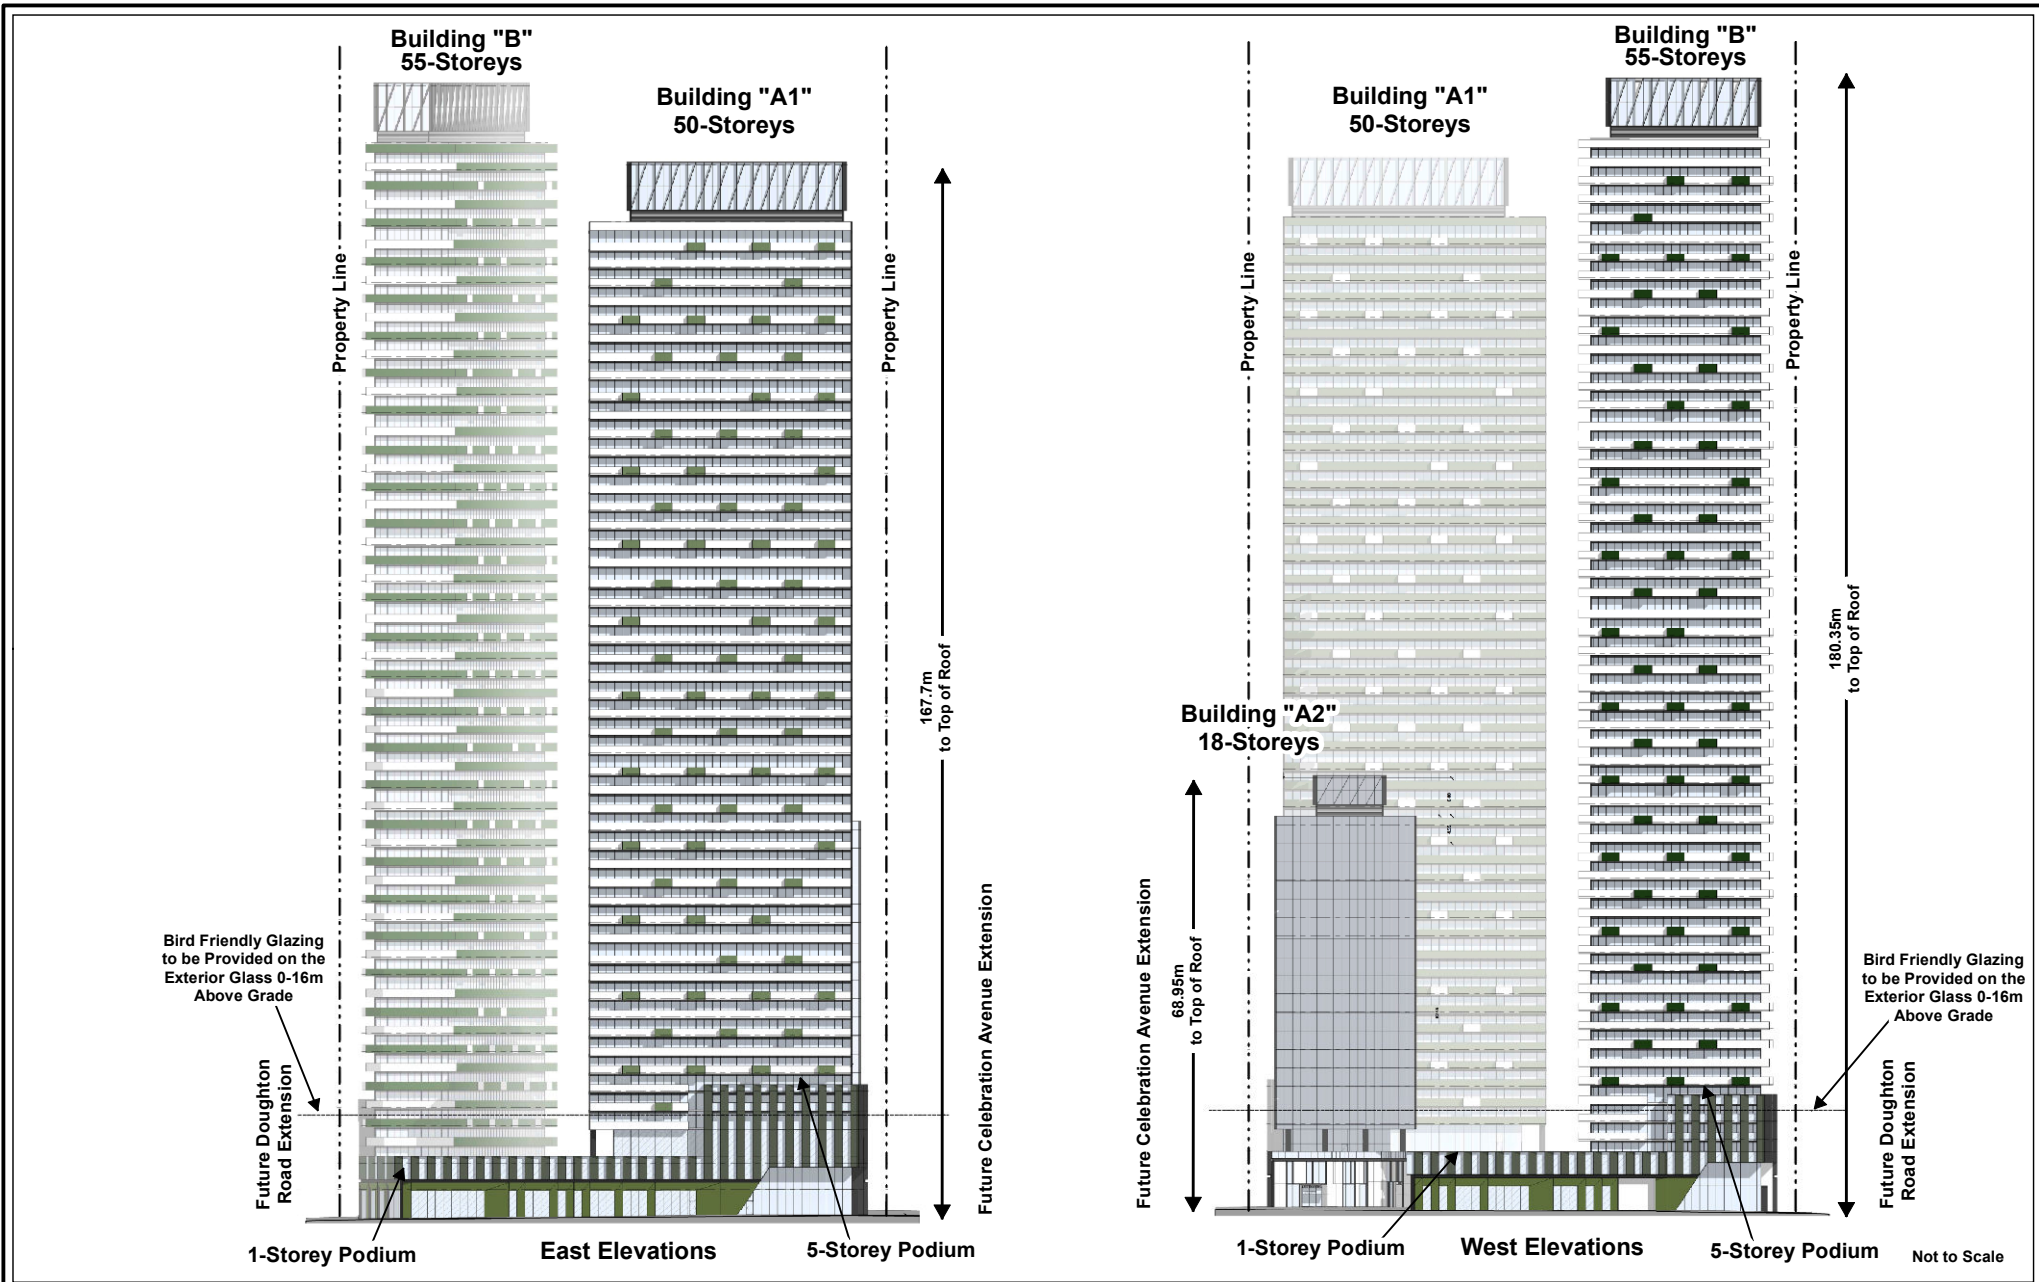 Building "B"
55-Storeys
Building "A1"
50-Storeys
Property Line
Property Line
167.7m
to Top of Roof
Bird Friendly Glazing
to be Provided on the
Exterior Glass 0-16m
Above Grade
Future Doughton
Road Extension
Future Celebration Avenue Extension
1-Storey Podium
East Elevations
5-Storey Podium
Building "B"
55-Storeys
Building "A1"
50-Storeys
Property Line
Property Line
180.35m
to Top of Roof
Building "A2"
18-Storeys
68.95m
to Top of Roof
Future Celebration Avenue Extension
Bird Friendly Glazing
to be Provided on the
Exterior Glass 0-16m
Above Grade
Future Doughton
Road Extension
1-Storey Podium
West Elevations
5-Storey Podium
Not to Scale